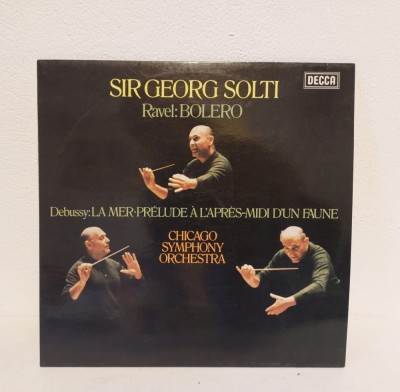 DECCA
SIR GEORG SOLTI
Ravel: BOLERO
Debussy: LA MER·PRÉLUDE À L'APRÈS-MIDI D'UN FAUNE
CHICAGO
SYMPHONY
ORCHESTRA